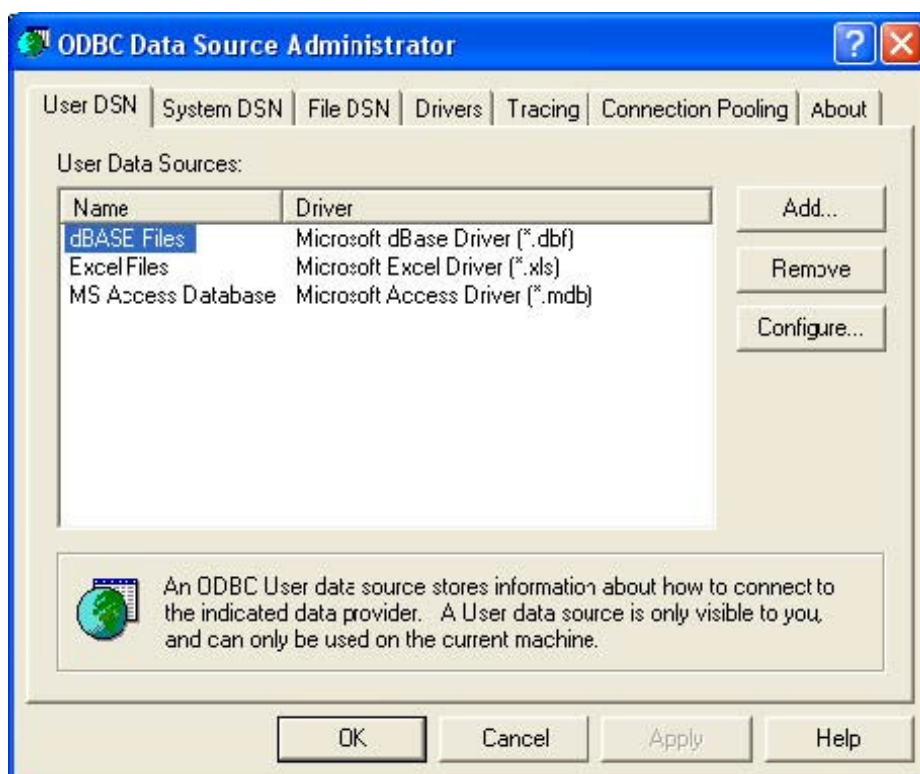 ODBC Data Source Administrator
User DSN System DSN File DSN Drivers Tracing Connection Pooling About
User Data Sources:
Name Driver
dBASE Files Microsoft dBase Driver (*.dbf)
Excel Files Microsoft Excel Driver (*.xls)
MS Access Database Microsoft Access Driver (*.mdb)
Add...
Remove
Configure...
An ODBC User data source stores information about how to connect to
the indicated data provider. A User data source is only visible to you,
and can only be used on the current machine.
OK Cancel Apply Help